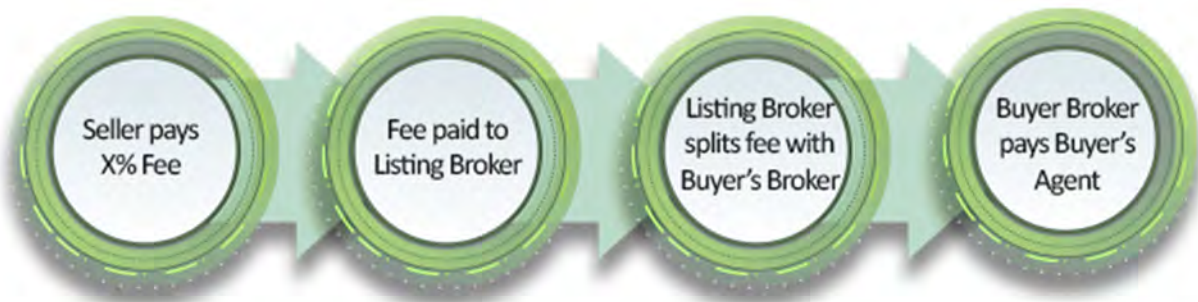 Seller pays
X% Fee
Fee paid to
Listing Broker
Listing Broker
splits fee with
Buyer's Broker
Buyer Broker
pays Buyer's
Agent